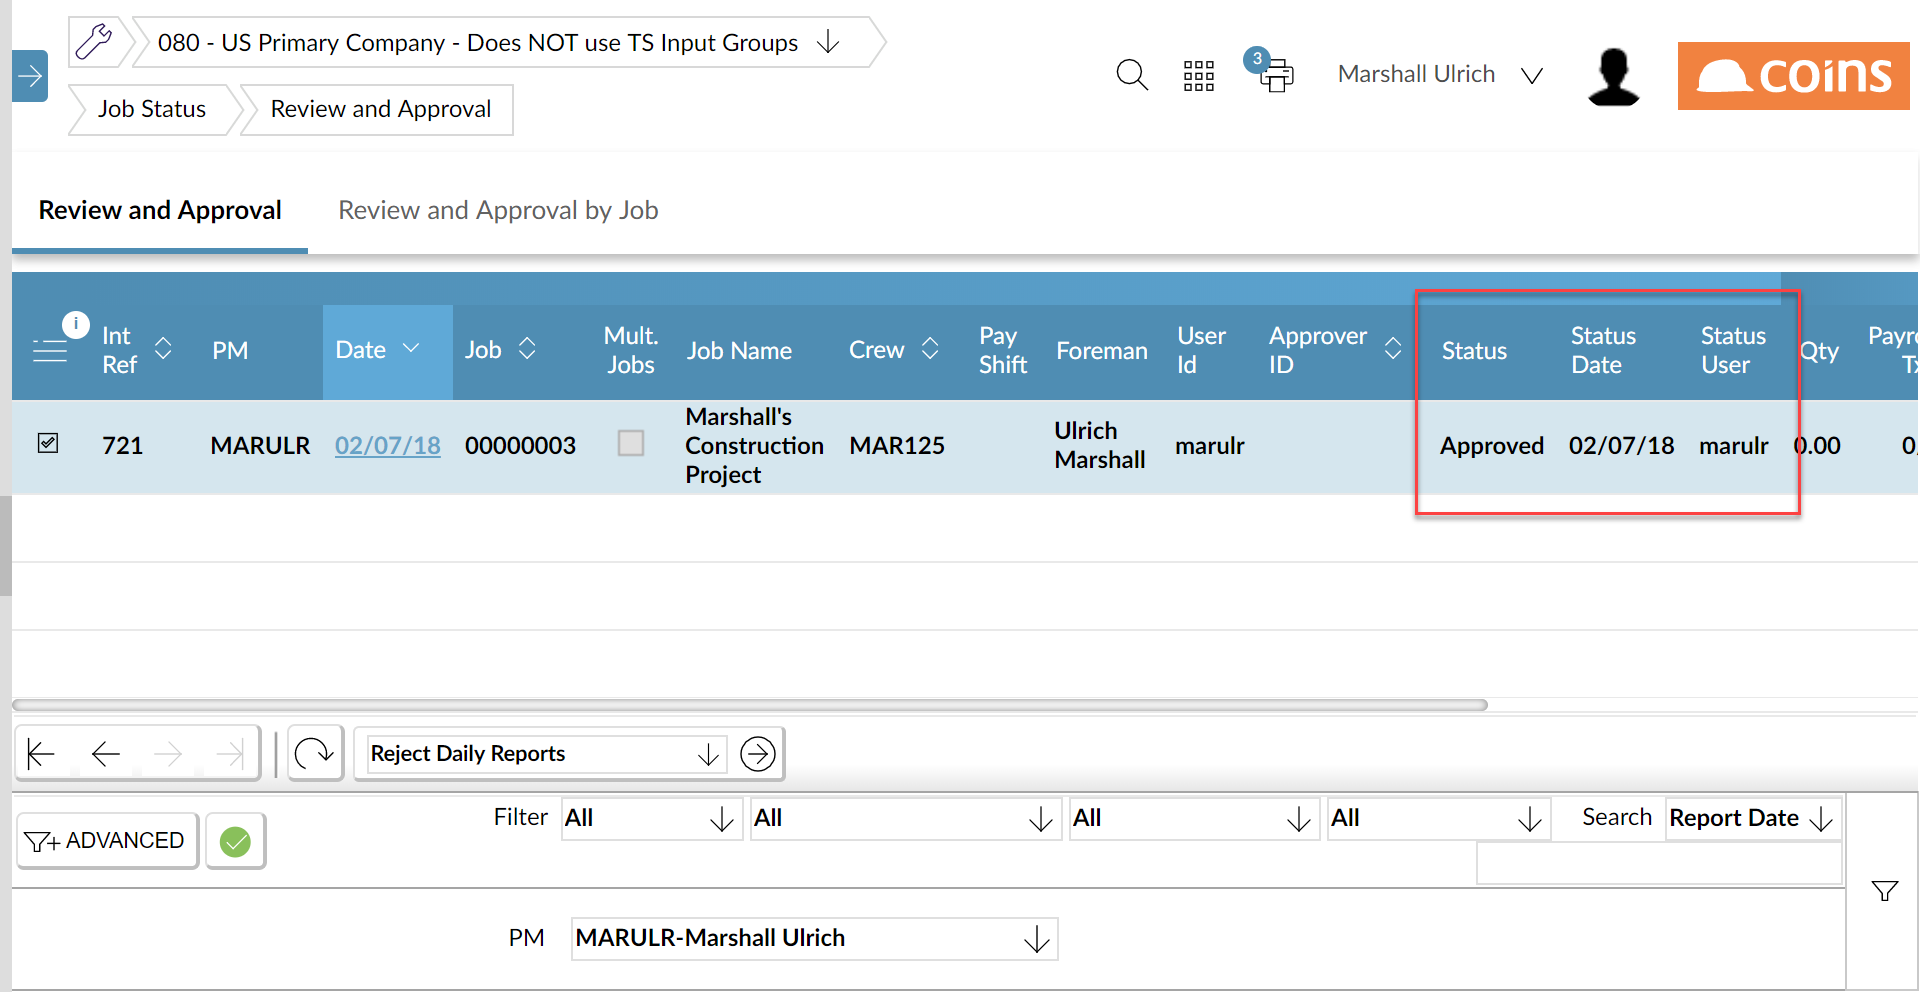 080 - US Primary Company - Does NOT use TS Input Groups
3
Marshall Ulrich
coins
Job Status
Review and Approval
Review and Approval
Review and Approval by Job
i
Int Ref
PM
Date
Job
Mult. Jobs
Job Name
Crew
Pay Shift
Foreman
User Id
Approver ID
Status
Status Date
Status User
Qty
721
MARULR
02/07/18
00000003
Marshall's
Construction
Project
MAR125
Ulrich
Marshall
marulr
Approved
02/07/18
marulr
0.00
Reject Daily Reports
ADVANCED
Filter
All
All
All
All
Search
Report Date
PM
MARULR-Marshall Ulrich